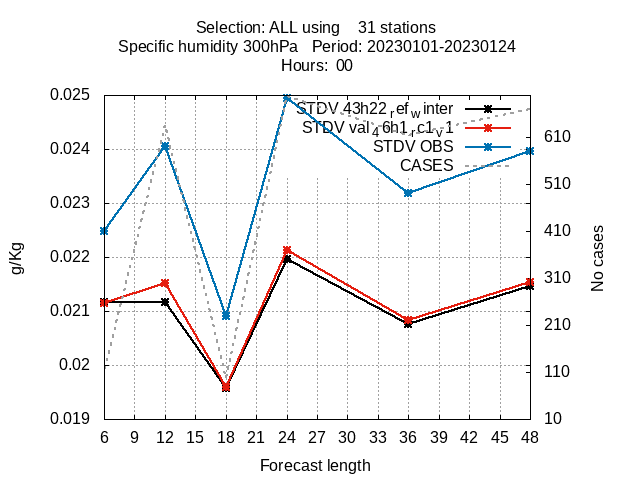 Selection: ALL using    31 stations
Specific humidity 300hPa   Period: 20230101-20230124
Hours:  00
STDV 43h22ref_winter
STDV val_46h1_rc1_v1
STDV OBS
CASES
0.025
0.024
0.023
0.022
0.021
0.02
0.019
g/Kg
610
510
410
310
210
110
10
No cases
6 9 12 15 18 21 24 27 30 33 36 39 42 45 48
Forecast length